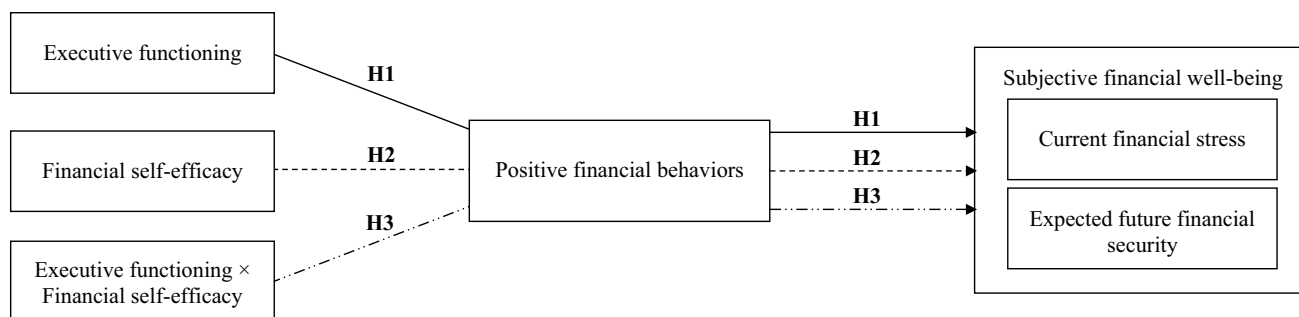 Executive functioning
H1
Financial self-efficacy
H2
Executive functioning ×
Financial self-efficacy
H3
Positive financial behaviors
H1
H2
H3
Subjective financial well-being
Current financial stress
Expected future financial
security